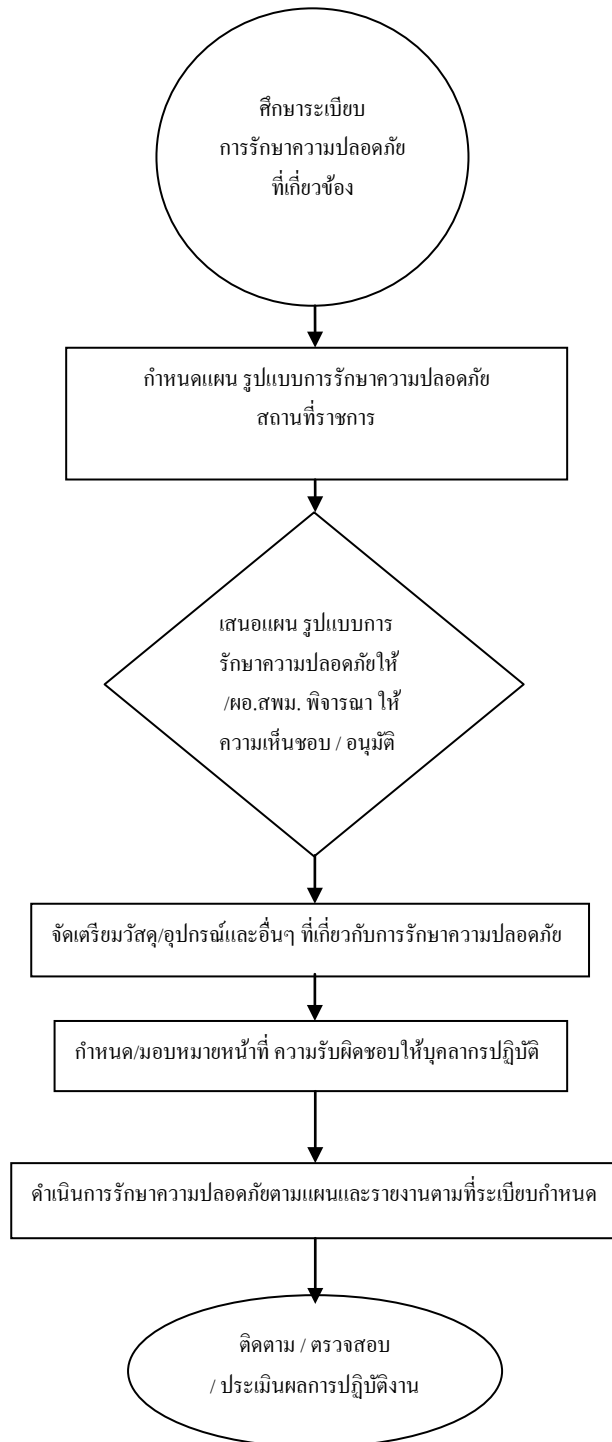 ศึกษาระเบียบ
การรักษาความปลอดภัย
ที่เกี่ยวข้อง
กำหนดแผน รูปแบบการรักษาความปลอดภัย
สถานที่ราชการ
เสนอแผน รูปแบบการ
รักษาความปลอดภัยให้
/ผอ.สพม. พิจารณา ให้
ความเห็นชอบ / อนุมัติ
จัดเตรียมวัสดุ/อุปกรณ์และอื่นๆ ที่เกี่ยวกับการรักษาความปลอดภัย
กำหนด/มอบหมายหน้าที่ ความรับผิดชอบให้บุคลากรปฏิบัติ
ดำเนินการรักษาความปลอดภัยตามแผนและรายงานตามที่ระเบียบกำหนด
ติดตาม / ตรวจสอบ
/ ประเมินผลการปฏิบัติงาน